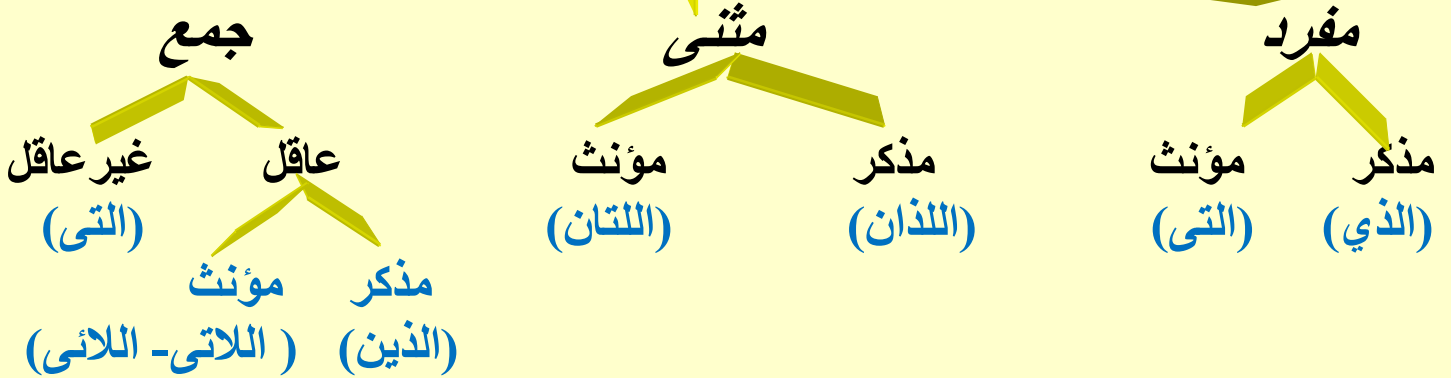 مفرد مثنى جمع
مذكر مؤنث مذكر مؤنث عاقل غير عاقل
(الذي) (التى) (اللذان) (اللتان) (التى)
مذكر مؤنث
(الذين) ( اللاتى- اللائى)